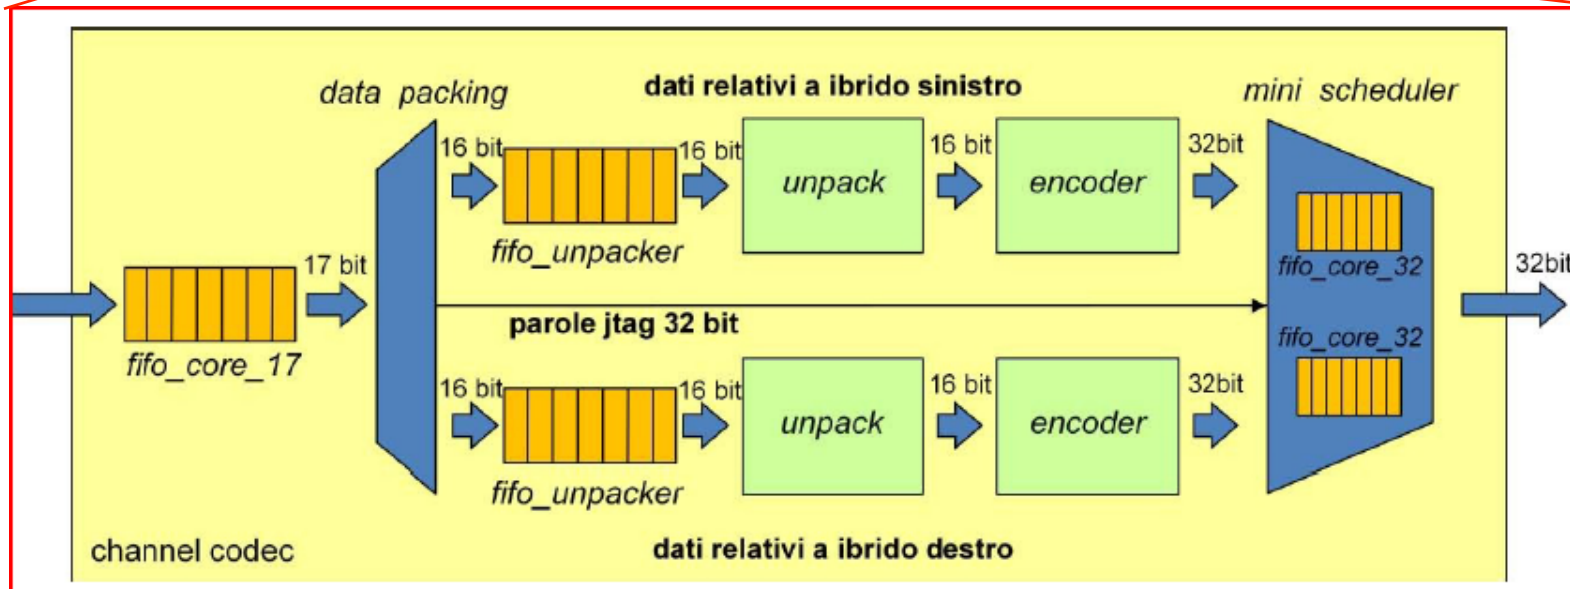 data packing
dati relativi a ibrido sinistro
mini scheduler
16 bit
16 bit
16 bit
32bit
unpack
encoder
fifo_unpacker
fifo_core_32
17 bit
32bit
parole jtag 32 bit
fifo_core_17
fifo_core_32
16 bit
16 bit
16 bit
32bit
unpack
encoder
fifo_unpacker
channel codec
dati relativi a ibrido destro